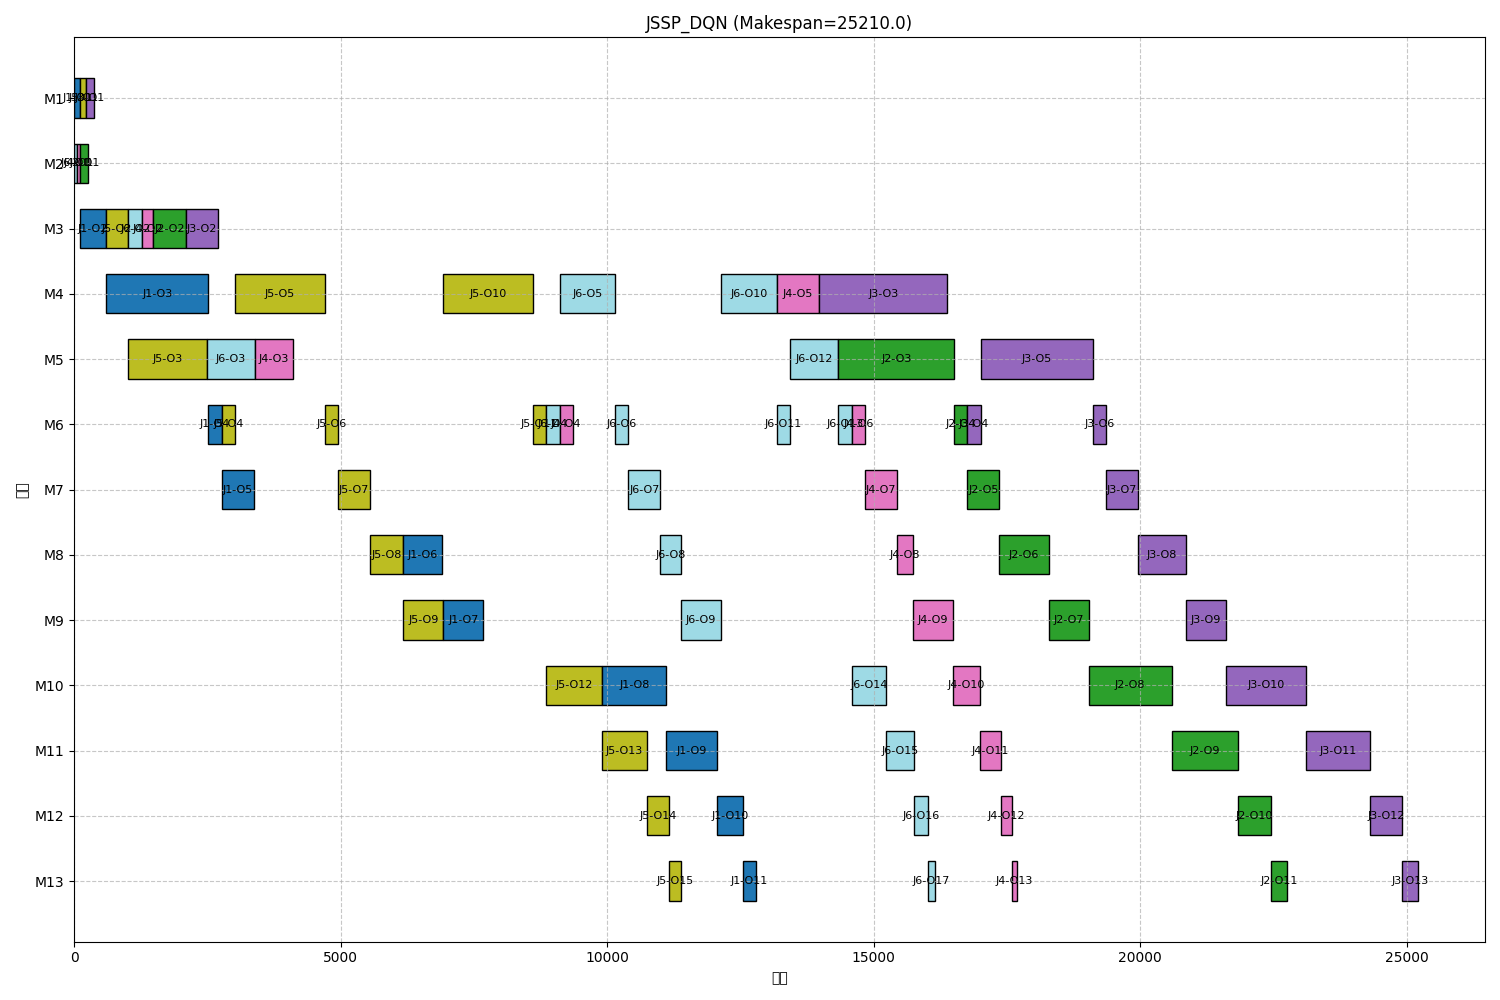 JSSP_DQN (Makespan=25210.0)
M1
M2
M3 J1-O2 J5-O2 J6-O2 J4-O2 J2-O2 J3-O2
M4 J1-O3 J5-O5 J5-O10 J6-O5 J6-O10 J4-O5 J3-O3
M5 J5-O3 J6-O3 J4-O3 J6-O12 J2-O3 J3-O5
M6 J1-O4 J5-O4 J5-O6 J5-O11 J6-O4 J4-O4 J6-O6 J6-O11 J6-O13 J4-O6 J2-O4 J3-O4 J3-O6
M7 J1-O5 J5-O7 J6-O7 J4-O7 J2-O5 J3-O7
M8 J5-O8 J1-O6 J6-O8 J4-O8 J2-O6 J3-O8
M9 J5-O9 J1-O7 J6-O9 J4-O9 J2-O7 J3-O9
M10 J5-O12 J1-O8 J6-O14 J4-O10 J2-O8 J3-O10
M11 J5-O13 J1-O9 J6-O15 J4-O11 J2-O9 J3-O11
M12 J5-O14 J1-O10 J6-O16 J4-O12 J2-O10 J3-O12
M13 J5-O15 J1-O11 J6-O17 J4-O13 J2-O11 J3-O13
0 5000 10000 15000 20000 25000